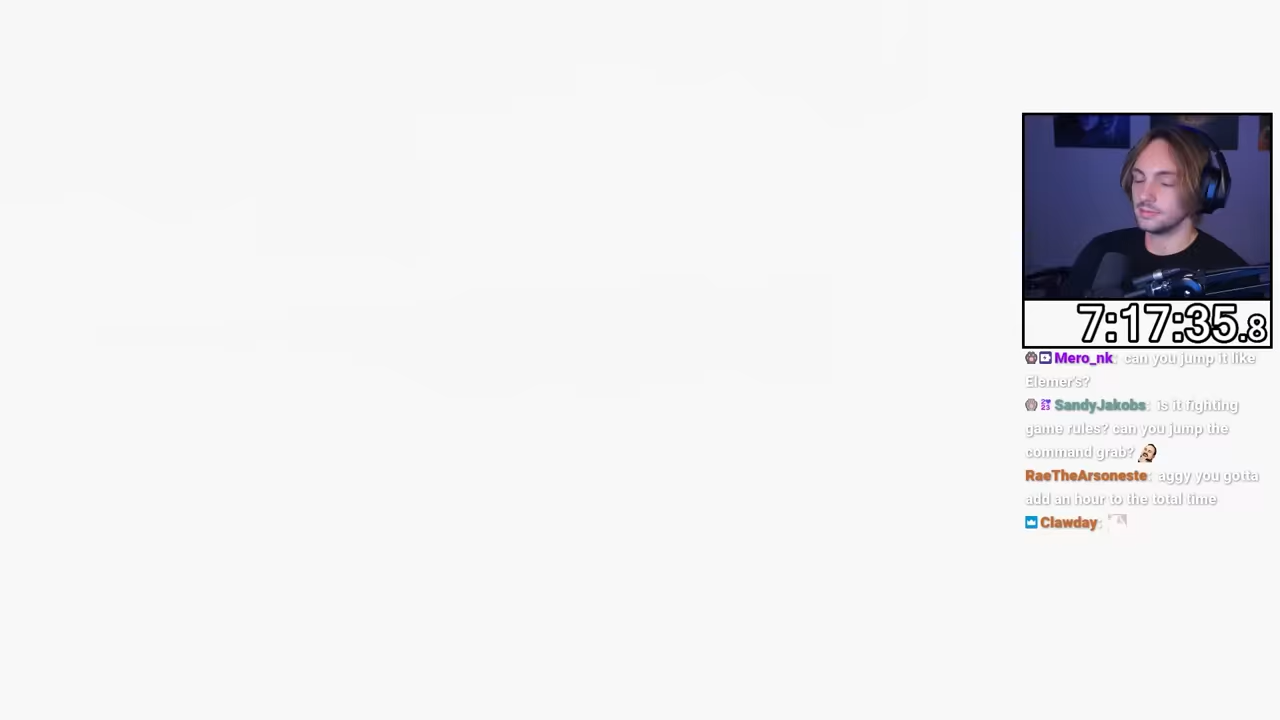 7:17:35.8
Mero_nk: can you jump it like
Elemer's?
SandyJakobs: is it fighting
game rules? can you jump the
command grab?
RaeTheArsoneste: aggy you gotta
add an hour to the total time
Clawday: